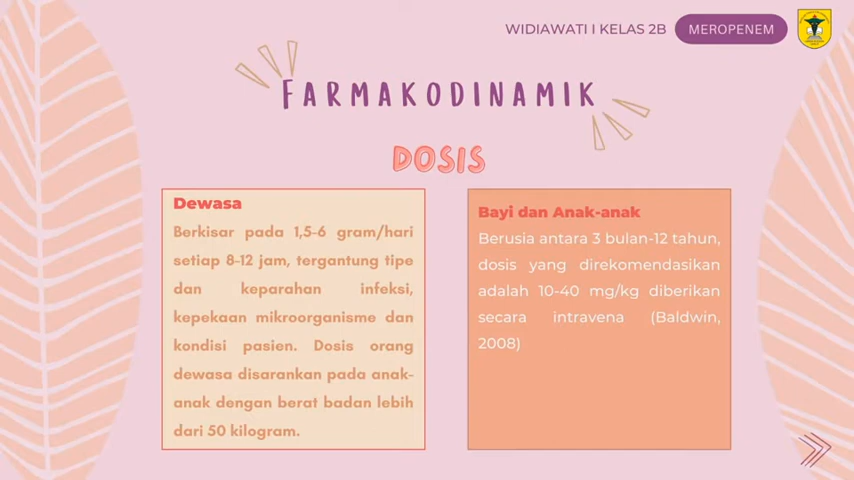 WIDIAWATI I KELAS 2B
MEROPENEM
FARMAKODINAMIK
DOSIS
Dewasa
Berkisar pada 1,5-6 gram/hari
setiap 8-12 jam, tergantung tipe
dan keparahan infeksi,
kepekaan mikroorganisme dan
kondisi pasien. Dosis orang
dewasa disarankan pada anak-
anak dengan berat badan lebih
dari 50 kilogram.
Bayi dan Anak-anak
Berusia antara 3 bulan-12 tahun,
dosis yang direkomendasikan
adalah 10-40 mg/kg diberikan
secara intravena (Baldwin,
2008)